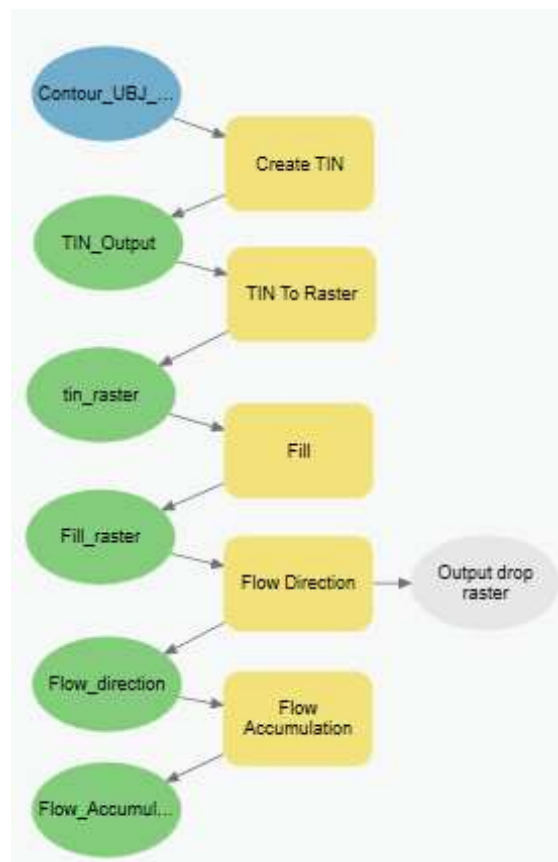 Contour_UBJ_...
Create TIN
TIN_Output
TIN To Raster
tin_raster
Fill
Fill_raster
Flow Direction
Output drop
raster
Flow_direction
Flow
Accumulation
Flow_Accumul...